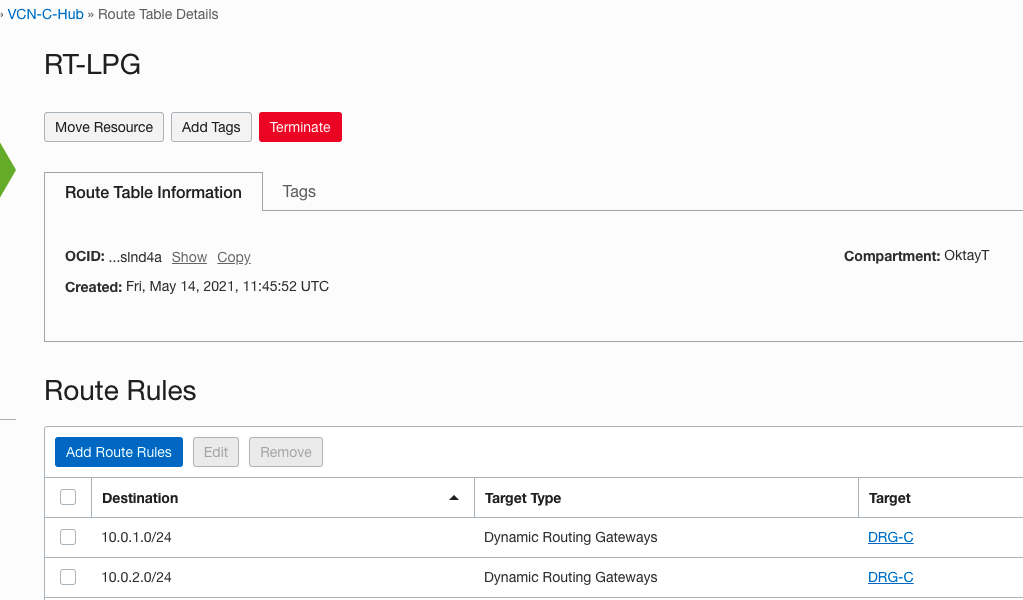 » VCN-C-Hub » Route Table Details
RT-LPG
Move Resource Add Tags Terminate
Route Table Information Tags
OCID: ...slnd4a Show Copy Compartment: OktayT
Created: Fri, May 14, 2021, 11:45:52 UTC
Route Rules
Add Route Rules Edit Remove
Destination Target Type Target
10.0.1.0/24 Dynamic Routing Gateways DRG-C
10.0.2.0/24 Dynamic Routing Gateways DRG-C